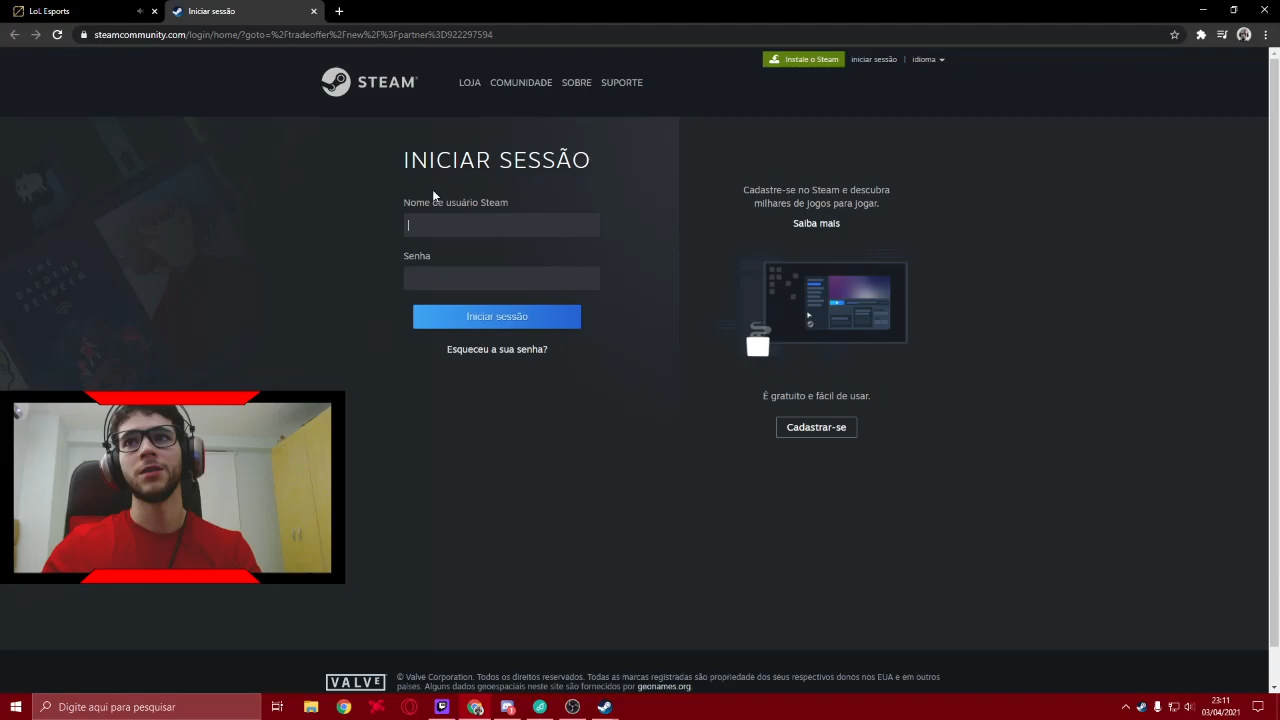 LoL Esports
Iniciar sessão
steamcommunity.com/login/home/?goto=%2Ftradeoffer%2Fnew%2F%3Fpartner%3D922297594
Instale o Steam
iniciar sessão | idioma
STEAM
LOJA COMUNIDADE SOBRE SUPORTE
INICIAR SESSÃO
Nome de usuário Steam
Senha
Iniciar sessão
Esqueceu a sua senha?
Cadastre-se no Steam e descubra
milhares de jogos para jogar.
Saiba mais
É gratuito e fácil de usar.
Cadastrar-se
VALVE
© Valve Corporation. Todos os direitos reservados. Todas as marcas registradas são dos seus respectivos donos nos EUA e em outros
países. Alguns dados geoespaciais neste site são fornecidos por geonames.org.
Digite aqui para pesquisar
23:11
03/04/2021